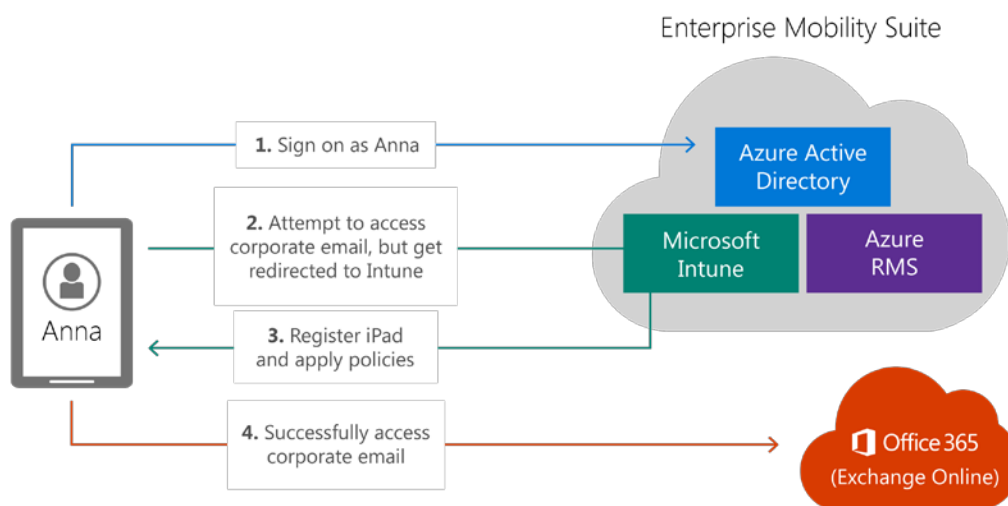 Enterprise Mobility Suite
1. Sign on as Anna
Azure Active
Directory
2. Attempt to access
corporate email, but get
redirected to Intune
Microsoft
Intune
Azure
RMS
Anna
3. Register iPad
and apply policies
4. Successfully access
corporate email
Office 365
(Exchange Online)